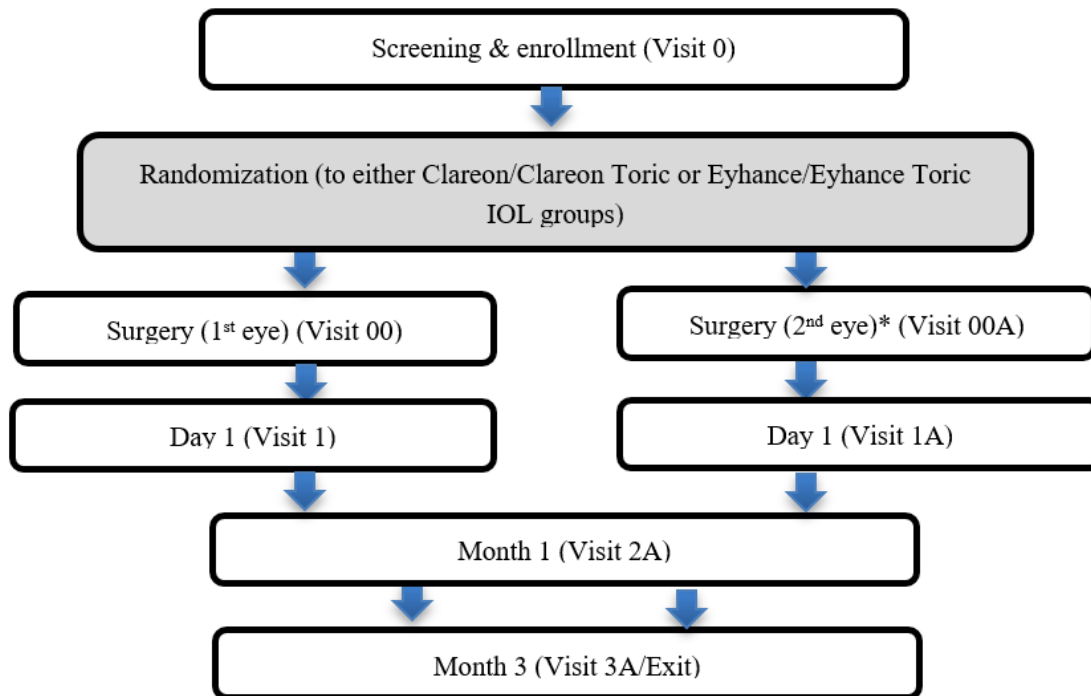 Screening & enrollment (Visit 0)
Randomization (to either Clareon/Clareon Toric or Eyhance/Eyhance Toric
IOL groups)
Surgery (1st eye) (Visit 00)
Surgery (2nd eye)* (Visit 00A)
Day 1 (Visit 1)
Day 1 (Visit 1A)
Month 1 (Visit 2A)
Month 3 (Visit 3A/Exit)